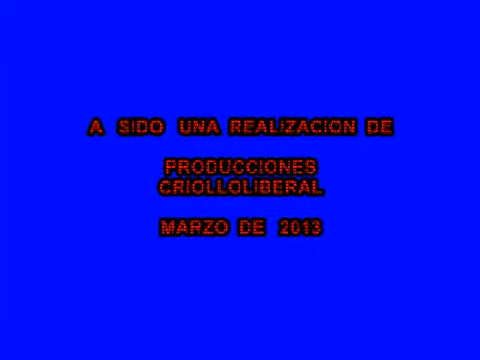 A SIDO UNA REALIZACION DE
PRODUCCIONES
CRIOLLOLIBERAL
MARZO DE 2013